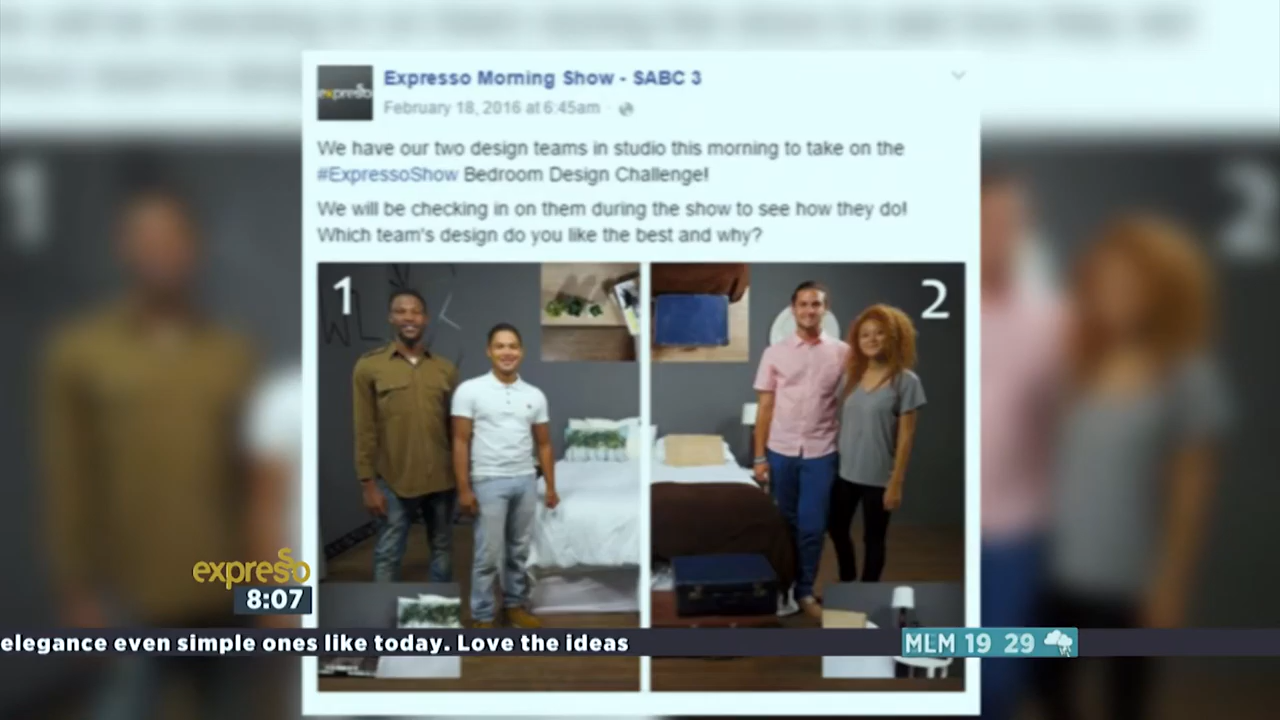 Expresso Morning Show - SABC 3
February 18, 2016 at 6:45am
We have our two design teams in studio this morning to take on the
#ExpressoShow Bedroom Design Challenge!
We will be checking in on them during the show to see how they do!
Which team's design do you like the best and why?
1
2
expresso
8:07
elegance even simple ones like today. Love the ideas
MLM 19 29